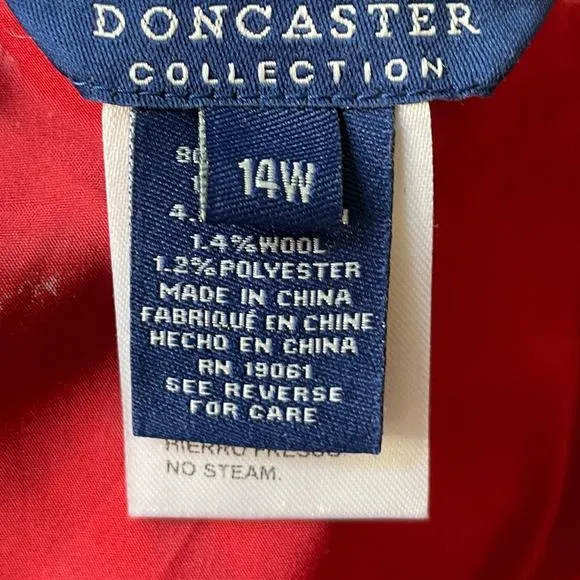 DONCASTER
COLLECTION
14W
1.4% WOOL
1.2% POLYESTER
MADE IN CHINA
FABRIQUÉ EN CHINE
HECHO EN CHINA
RN 19061
SEE REVERSE
FOR CARE
NO STEAM.